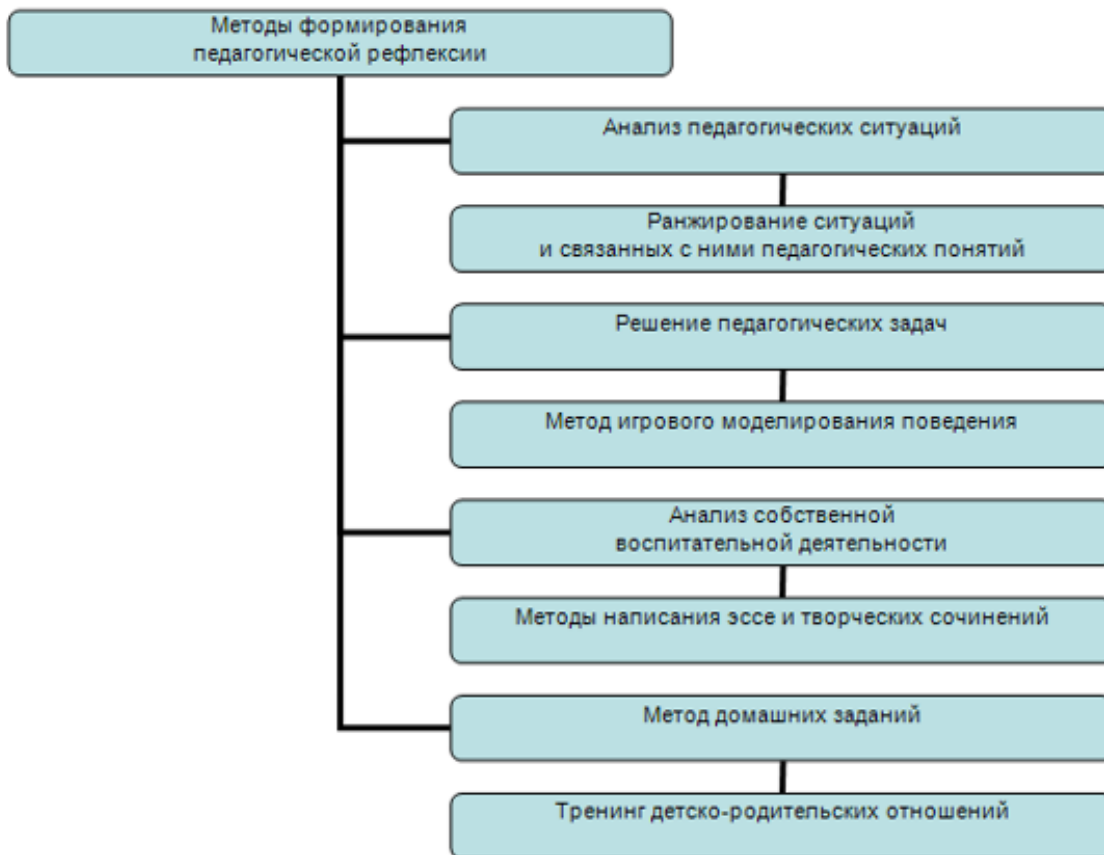 Методы формирования
педагогической рефлексии
Анализ педагогических ситуаций
Ранжирование ситуаций
и связанных с ними педагогических понятий
Решение педагогических задач
Метод игрового моделирования поведения
Анализ собственной
воспитательной деятельности
Методы написания эссе и творческих сочинений
Метод домашних заданий
Тренинг детско-родительских отношений